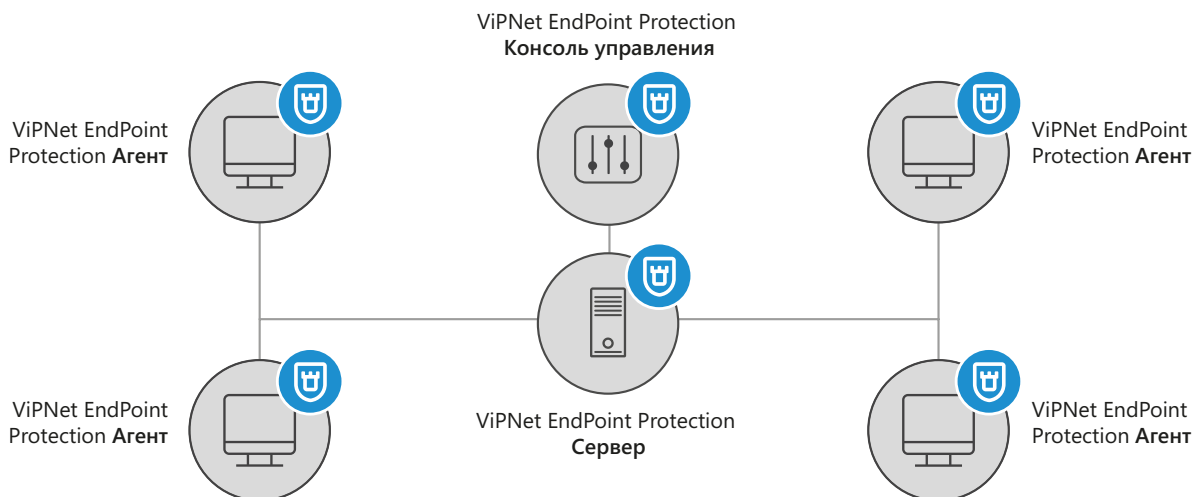 ViPNet EndPoint Protection
Консоль управления
ViPNet EndPoint
Protection Агент
ViPNet EndPoint
Protection Агент
ViPNet EndPoint
Protection Агент
ViPNet EndPoint Protection
Сервер
ViPNet EndPoint
Protection Агент